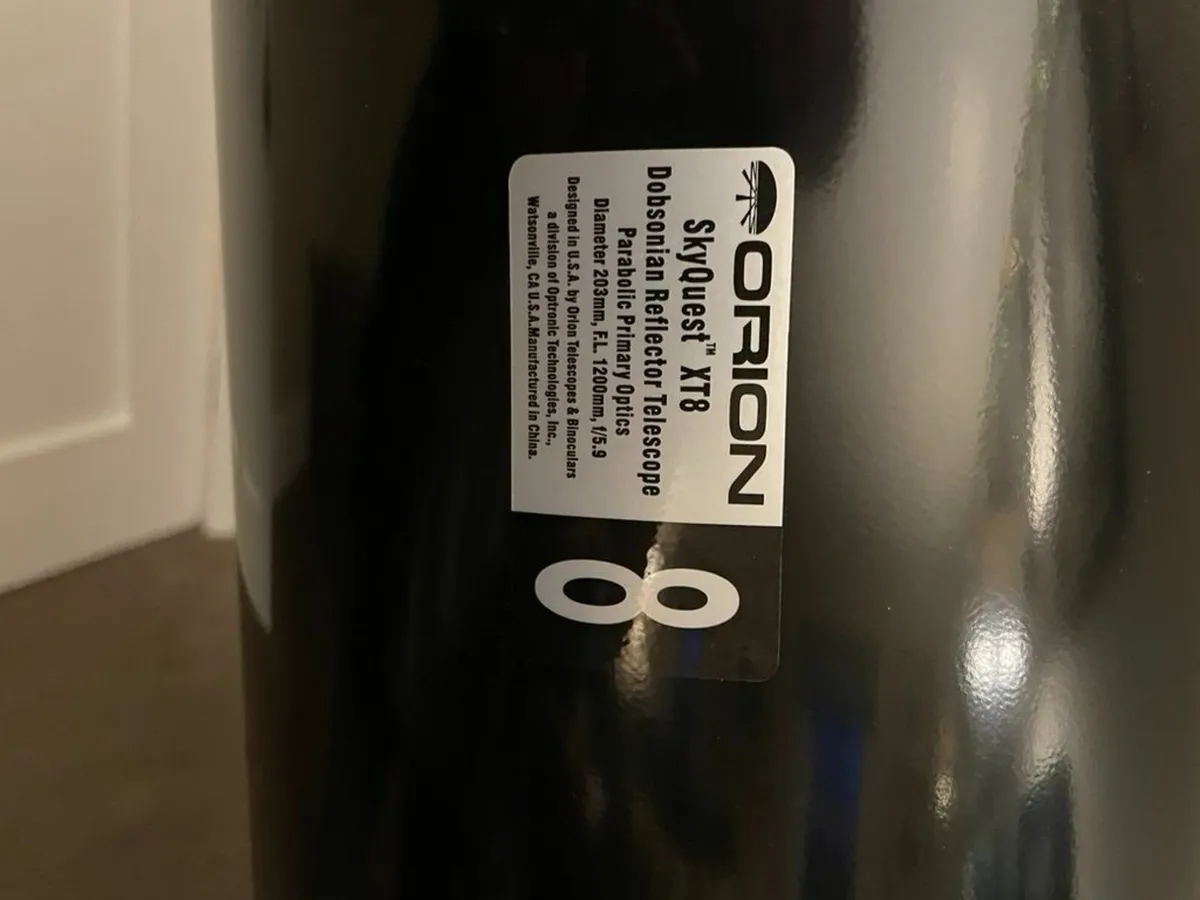 ORION
SkyQuest™ XT8
Dobsonian Reflector Telescope
Parabolic Primary Optics
Diameter 203mm, F.L. 1200mm, f/5.9
Designed in U.S.A. by Orion Telescopes & Binoculars
a division of Optronic Technologies, Inc.,
Watsonville, CA U.S.A.Manufactured in China.
8